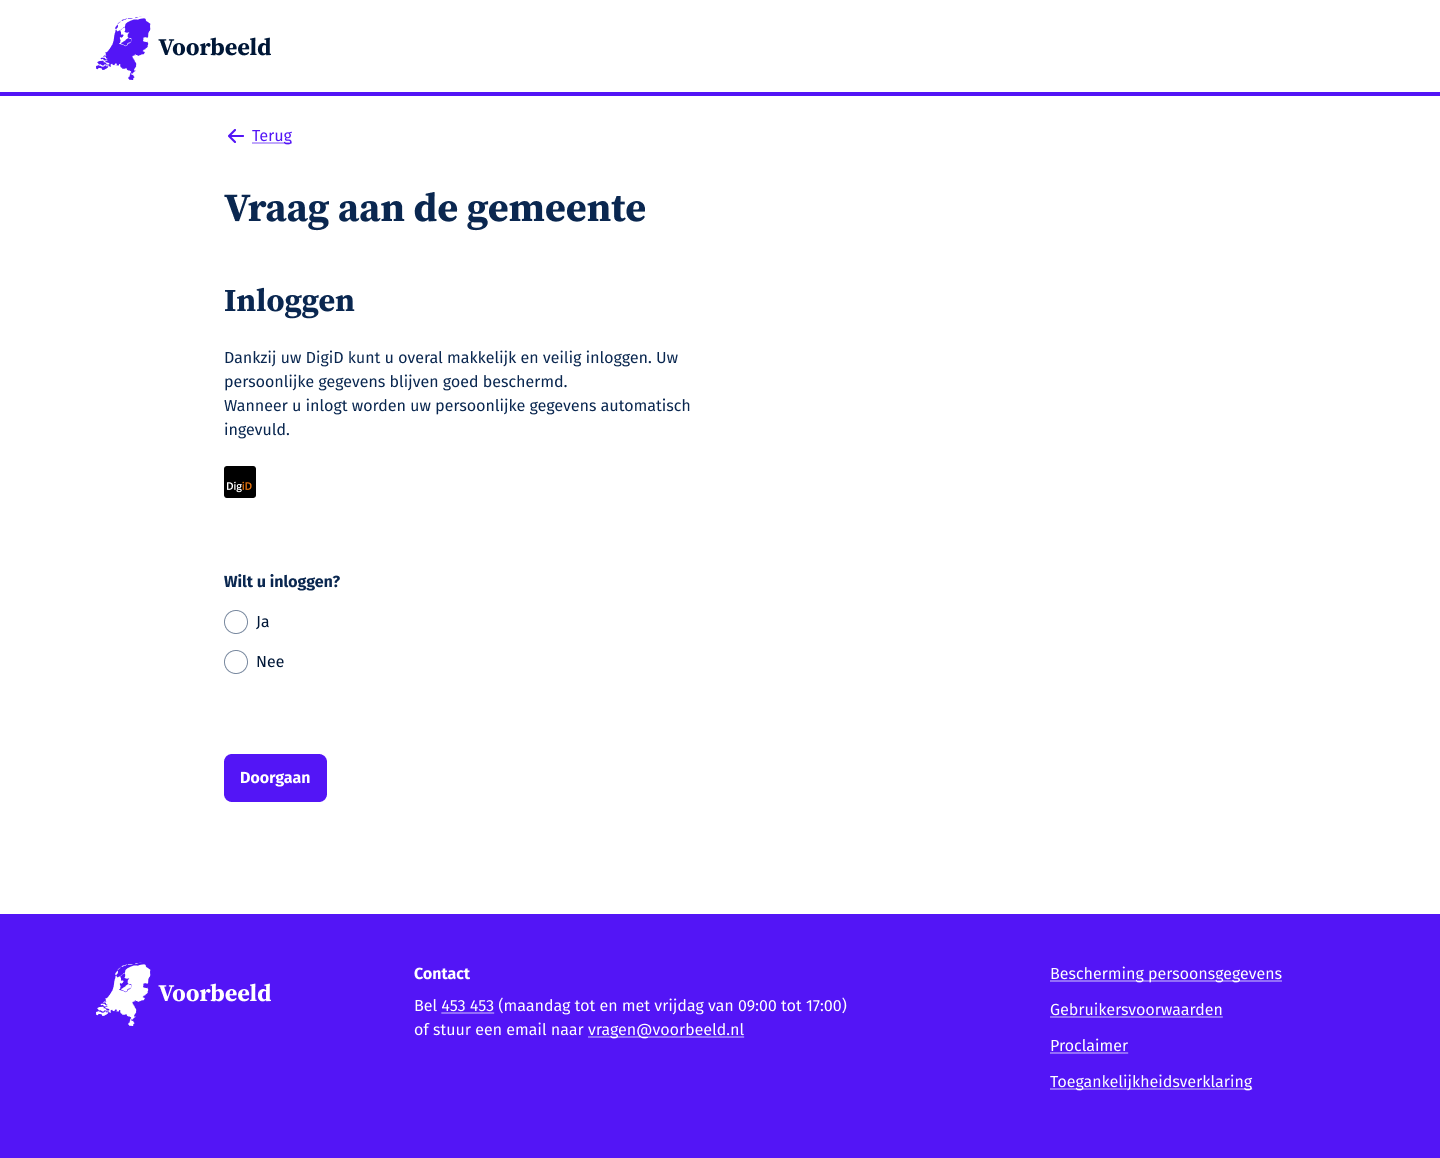 Voorbeeld
Terug
Vraag aan de gemeente
Inloggen
Dankzij uw DigiD kunt u overal makkelijk en veilig inloggen. Uw
persoonlijke gegevens blijven goed beschermd.
Wanneer u inlogt worden uw persoonlijke gegevens automatisch
ingevuld.
DigiD
Wilt u inloggen?
Ja
Nee
Doorgaan
Voorbeeld
Contact
Bel 453 453 (maandag tot en met vrijdag van 09:00 tot 17:00)
of stuur een email naar vragen@voorbeeld.nl
Bescherming persoonsgegevens
Gebruikersvoorwaarden
Proclaimer
Toegankelijkheidsverklaring